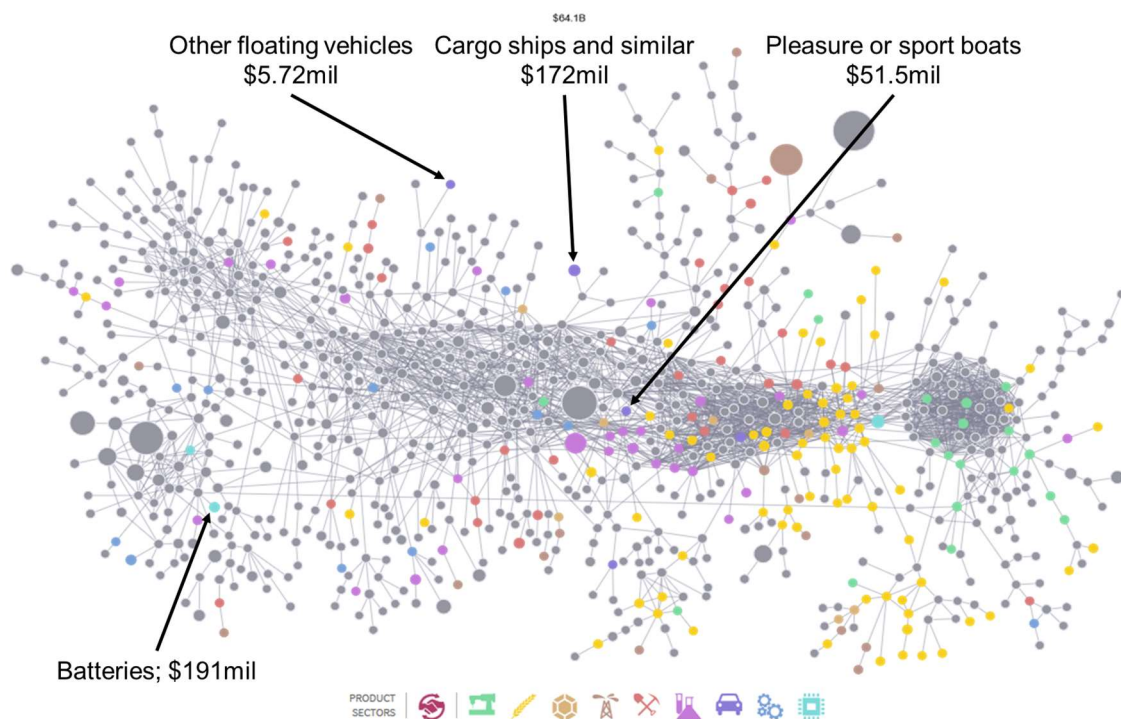 $64.1B
Other floating vehicles
$5.72mil
Cargo ships and similar
$172mil
Pleasure or sport boats
$51.5mil
Batteries; $191mil
PRODUCT
SECTORS